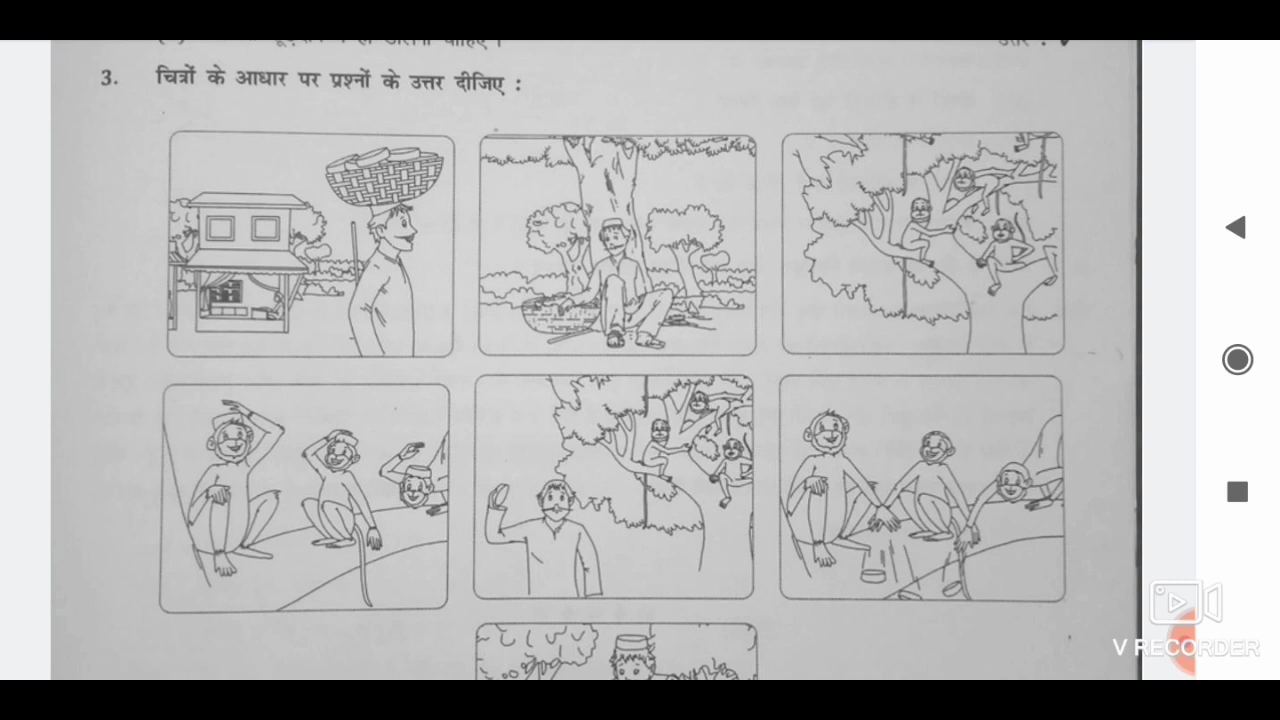 3. चित्रों के आधार पर प्रश्नों के उत्तर दीजिए :
V RECORDER